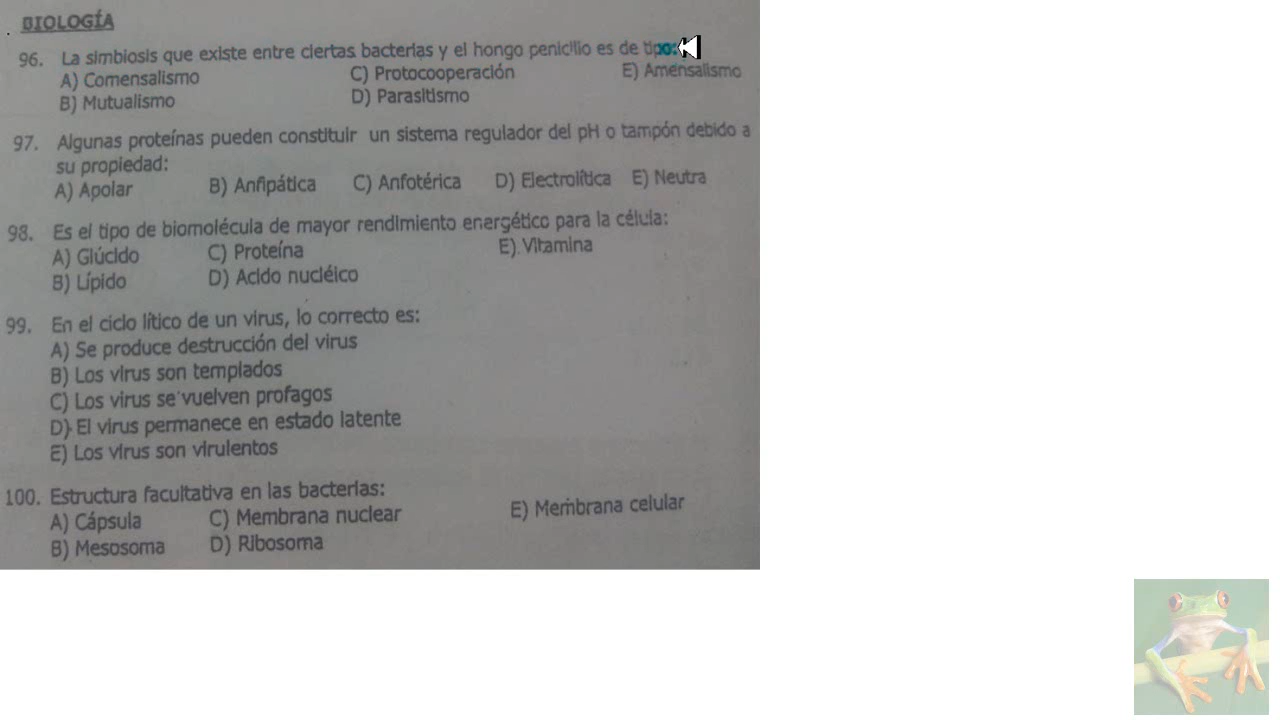 BIOLOGÍA
96. La simbiosis que existe entre ciertas bacterias y el hongo penicilio es de tipo:
A) Comensalismo C) Protocooperación E) Amensalismo
B) Mutualismo D) Parasitismo
97. Algunas proteínas pueden constituir un sistema regulador del pH o tampón debido a
su propiedad:
A) Apolar B) Anfipática C) Anfotérica D) Electrolítica E) Neutra
98. Es el tipo de biomolécula de mayor rendimiento energético para la célula:
A) Glúcido C) Proteína E) Vitamina
B) Lípido D) Acido nucléico
99. En el ciclo lítico de un virus, lo correcto es:
A) Se produce destrucción del virus
B) Los virus son templados
C) Los virus se vuelven profagos
D) El virus permanece en estado latente
E) Los virus son virulentos
100. Estructura facultativa en las bacterias:
A) Cápsula C) Membrana nuclear E) Membrana celular
B) Mesosoma D) Ribosoma